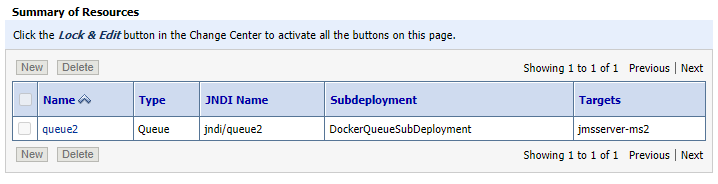 Summary of Resources
Click the Lock & Edit button in the Change Center to activate all the buttons on this page.
New Delete Showing 1 to 1 of 1 Previous | Next
Name Type JNDI Name Subdeployment Targets
queue2 Queue jndi/queue2 DockerQueueSubDeployment jmsserver-ms2
New Delete Showing 1 to 1 of 1 Previous | Next